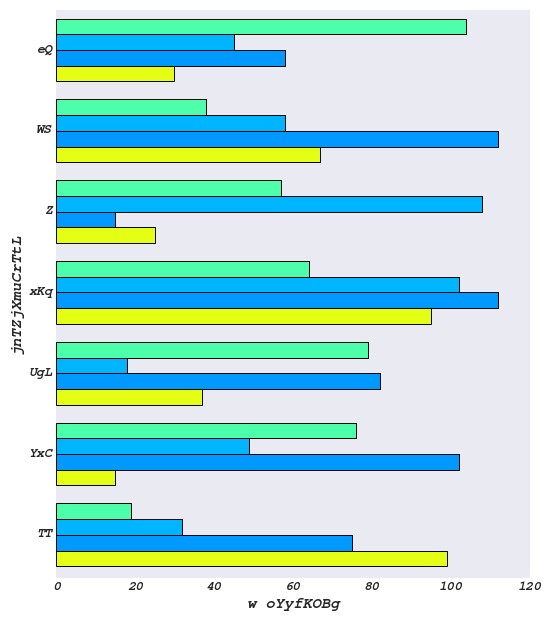 eQ
WS
Z
xKq
UgL
YxC
TT
jnTZjXmuCrTtL
0 20 40 60 80 100 120
w oYyfKOBg